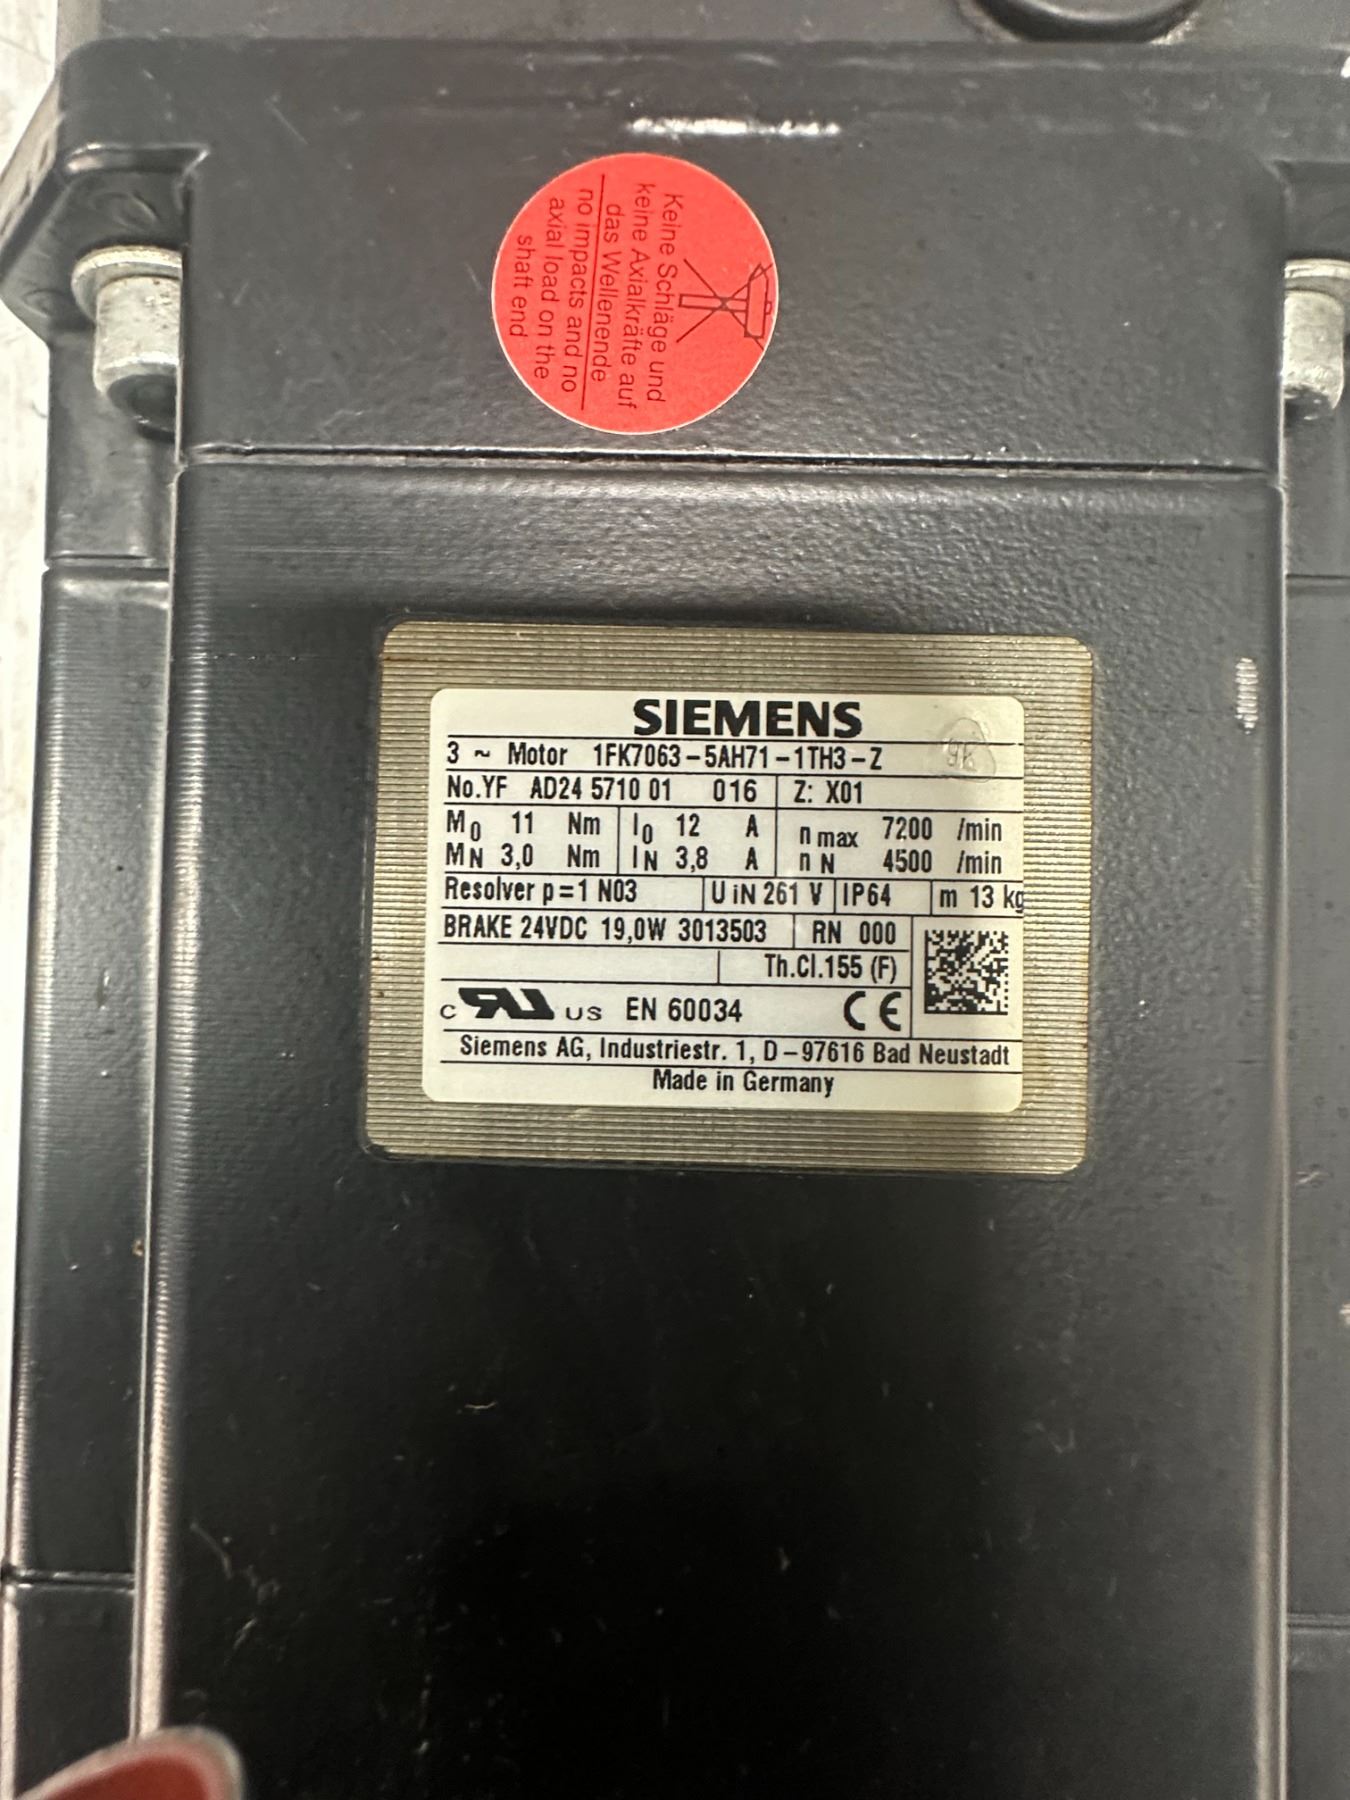 Keine Schläge und
keine Axialkräfte auf
das Wellenende
no impacts and no
axial load on the
shaft end
SIEMENS
3 ~ Motor 1FK7063-5AH71-1TH3-Z
No.YF AD24 5710 01 016 Z: X01
M0 11 Nm I0 12 A n max 7200 /min
MN 3,0 Nm IN 3,8 A n N 4500 /min
Resolver p=1 N03 U iN 261 V IP64 m 13 kg
BRAKE 24VDC 19,0W 3013503 RN 000
Th.Cl.155 (F)
c RU US EN 60034 CE
Siemens AG, Industriestr. 1, D-97616 Bad Neustadt
Made in Germany